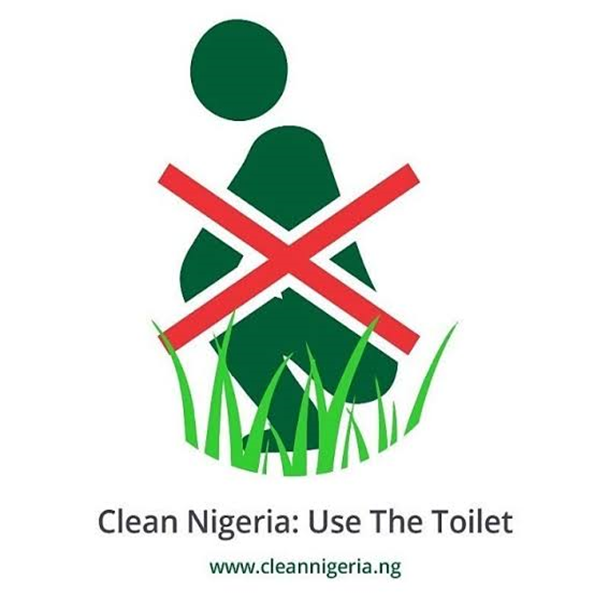 Clean Nigeria: Use The Toilet
www.cleannigeria.ng